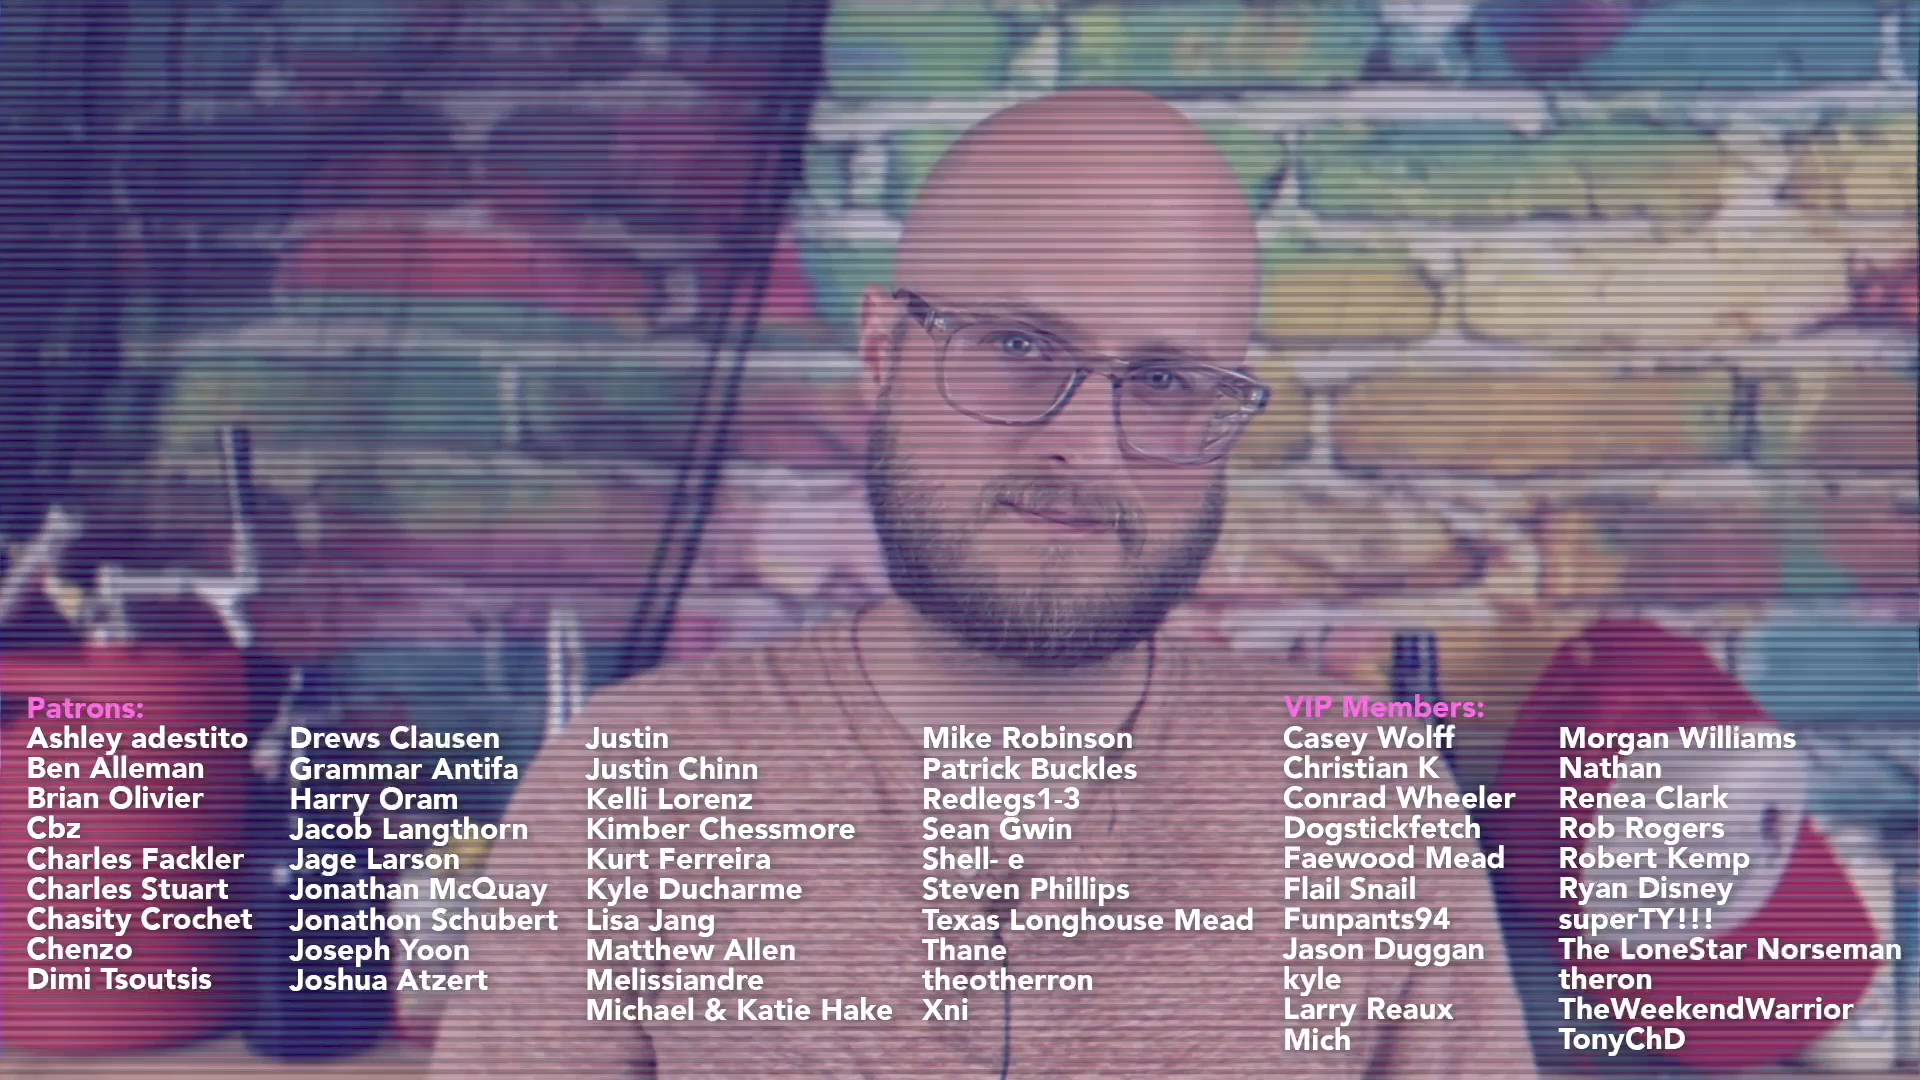 Patrons:
Ashley adestito
Ben Alleman
Brian Olivier
Cbz
Charles Fackler
Charles Stuart
Chasity Crochet
Chenzo
Dimi Tsoutsis
Drews Clausen
Grammar Antifa
Harry Oram
Jacob Langthorn
Jage Larson
Jonathan McQuay
Jonathon Schubert
Joseph Yoon
Joshua Atzert
Justin
Justin Chinn
Kelli Lorenz
Kimber Chessmore
Kurt Ferreira
Kyle Ducharme
Lisa Jang
Matthew Allen
Melissiandre
Michael & Katie Hake
Mike Robinson
Patrick Buckles
Redlegs1-3
Sean Gwin
Shell- e
Steven Phillips
Texas Longhouse Mead
Thane
theotherron
Xni
VIP Members:
Casey Wolff
Christian K
Conrad Wheeler
Dogstickfetch
Faewood Mead
Flail Snail
Funpants94
Jason Duggan
kyle
Larry Reaux
Mich
Morgan Williams
Nathan
Renea Clark
Rob Rogers
Robert Kemp
Ryan Disney
superTY!!!
The LoneStar Norseman
theron
TheWeekendWarrior
TonyChD